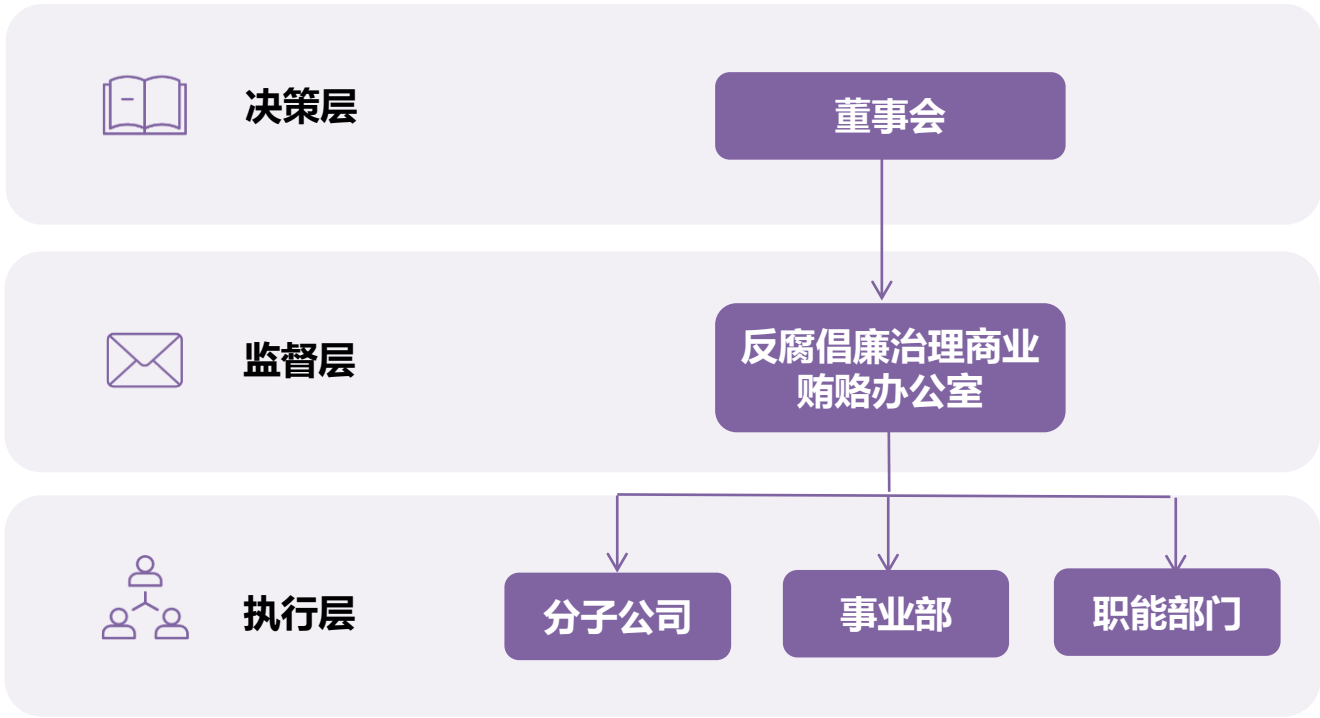 决策层
董事会
监督层
反腐倡廉治理商业
贿赂办公室
执行层
分子公司
事业部
职能部门